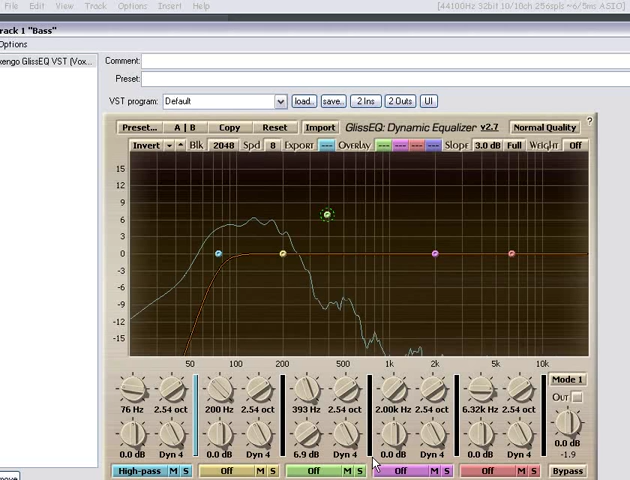 File Edit View Track Options Insert Help [44100Hz 32bit 10/10ch 256spls ~6/5ms ASIO]
rack 1 "Bass"
Options
Comment:
xengo GlissEQ VST (Vox...
Preset:
VST program: Default load.. save.. 2 Ins 2 Outs UI
Preset... A | B Copy Reset Import GlissEQ: Dynamic Equalizer v2.7 Normal Quality ?
Invert Blk 2048 Spd 8 Export --- Overlay --- --- --- --- Slope 3.0 dB Full Weight Off
15
12
9
6
3
0
-3
-6
-9
-12
-15
50 100 200 500 1k 2k 5k 10k
Mode 1
Out
76 Hz 2.54 oct 200 Hz 2.54 oct 393 Hz 2.54 oct 2.00k Hz 2.54 oct 6.32k Hz 2.54 oct
0.0 dB
0.0 dB Dyn 4 0.0 dB Dyn 4 6.9 dB Dyn 4 0.0 dB Dyn 4 0.0 dB Dyn 4 -1.9
High-pass M S Off M S Off M S Off M S Off M S Bypass